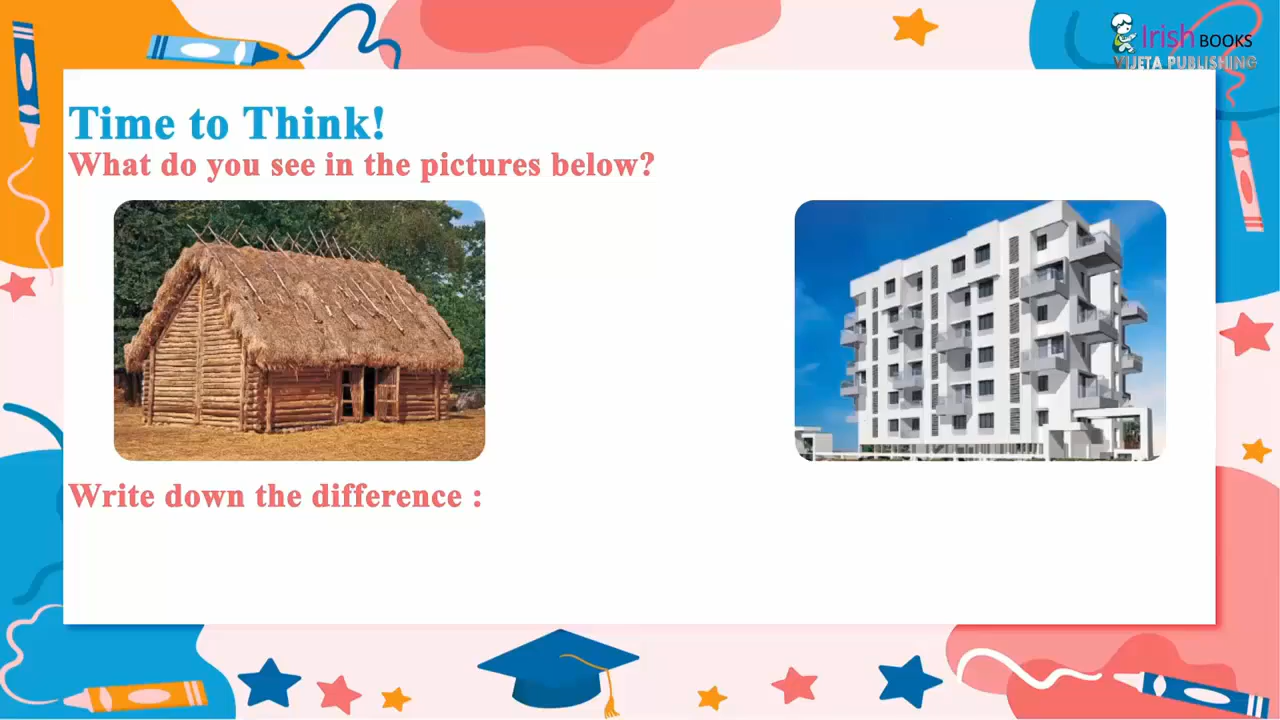 Irish BOOKS
VIJETA PUBLISHING
Time to Think!
What do you see in the pictures below?
Write down the difference :